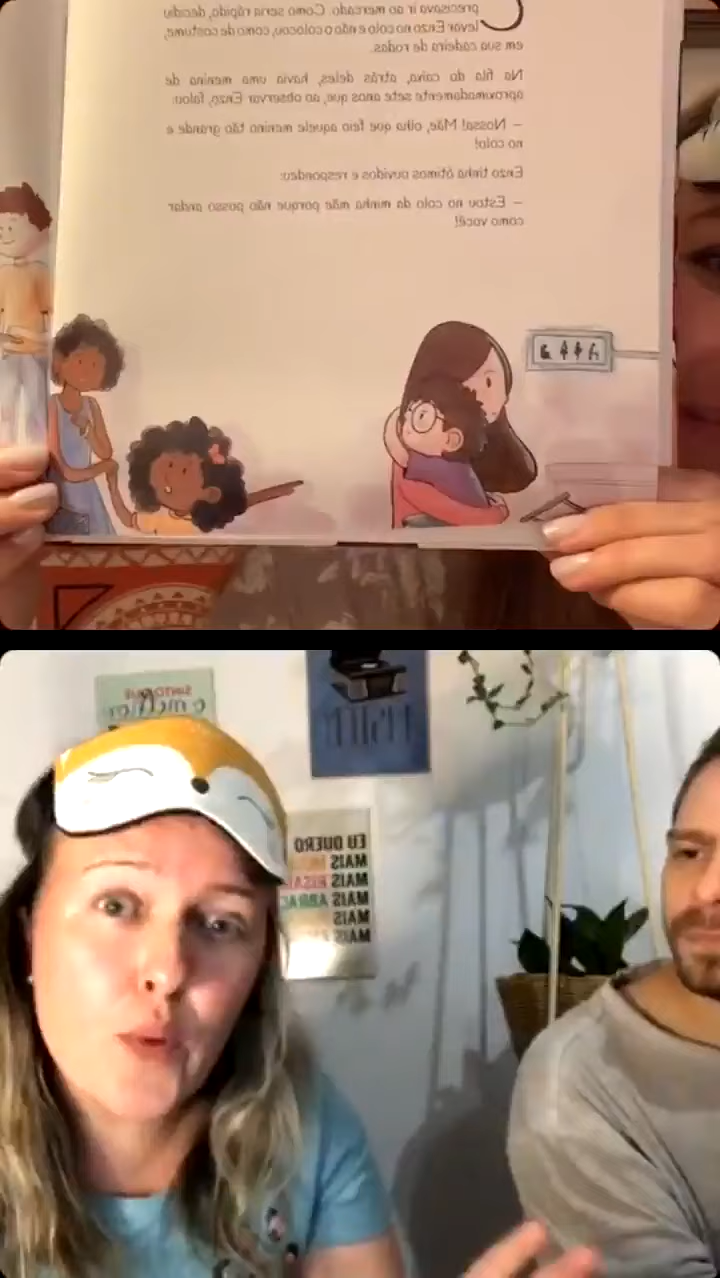 precisava ir ao mercado. Como seria rápido, decidiu
levar Enzo no colo e não o colocou, como de costume,
em sua cadeira de rodas.
Na fila do caixa, atrás deles, havia uma menina de
aproximadamente sete anos que, ao observar Enzo, falou:
– Nossa! Mãe, olha que feio aquele menino tão grande e
no colo!
Enzo tinha ótimos ouvidos e respondeu:
– Estou no colo da minha mãe porque não posso andar
como você!
EU QUERO
MAIS
MAIS
MAIS
MAIS
MAIS